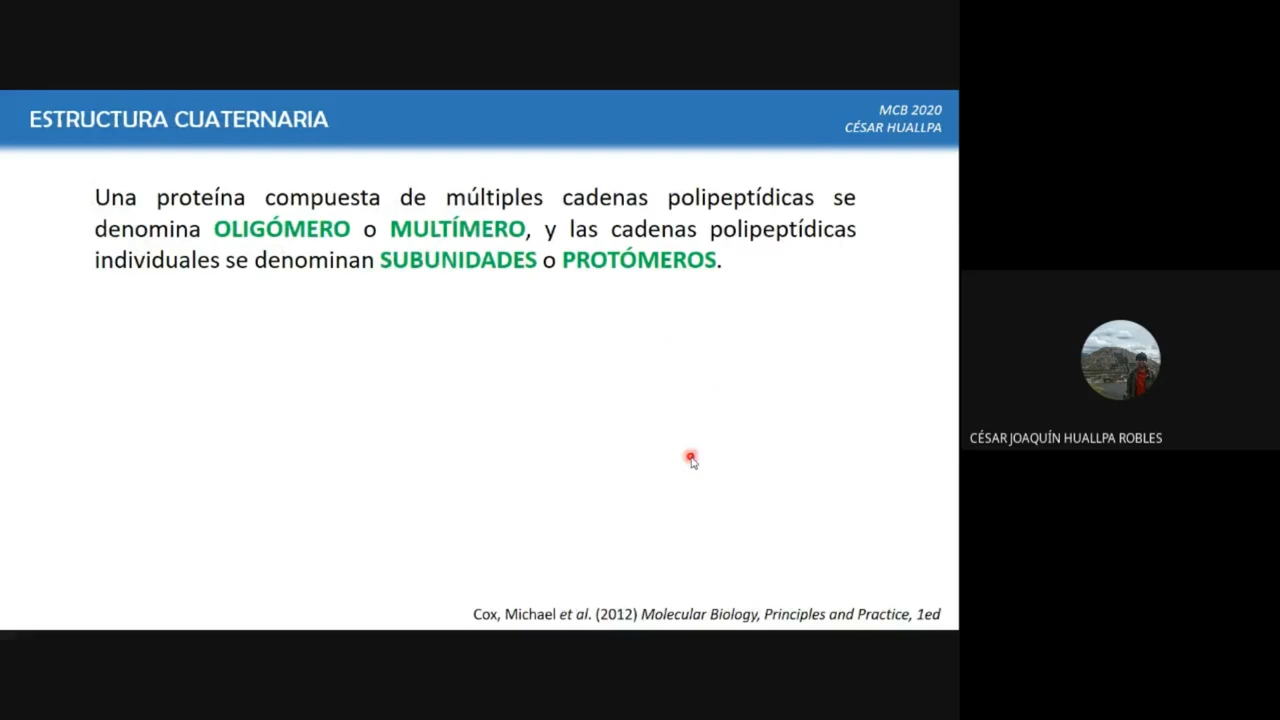 ESTRUCTURA CUATERNARIA
MCB 2020
CÉSAR HUALLPA
Una proteína compuesta de múltiples cadenas polipeptídicas se
denomina OLIGÓMERO o MULTÍMERO, y las cadenas polipeptídicas
individuales se denominan SUBUNIDADES o PROTÓMEROS.
CÉSAR JOAQUÍN HUALLPA ROBLES
Cox, Michael et al. (2012) Molecular Biology, Principles and Practice, 1ed